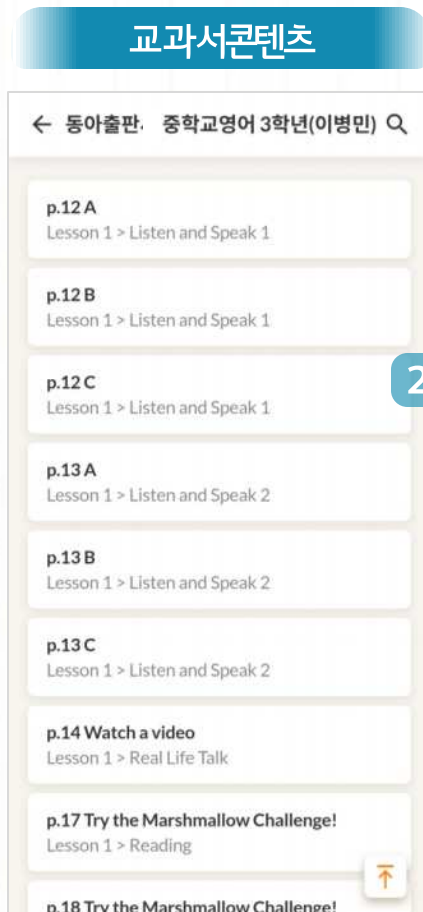 교과서콘텐츠
← 동아출판. 중학교영어 3학년(이병민)
p.12 A
Lesson 1 > Listen and Speak 1
p.12 B
Lesson 1 > Listen and Speak 1
p.12 C
Lesson 1 > Listen and Speak 1
2
p.13 A
Lesson 1 > Listen and Speak 2
p.13 B
Lesson 1 > Listen and Speak 2
p.13 C
Lesson 1 > Listen and Speak 2
p.14 Watch a video
Lesson 1 > Real Life Talk
p.17 Try the Marshmallow Challenge!
Lesson 1 > Reading
p.18 Try the Marshmallow Challenge!